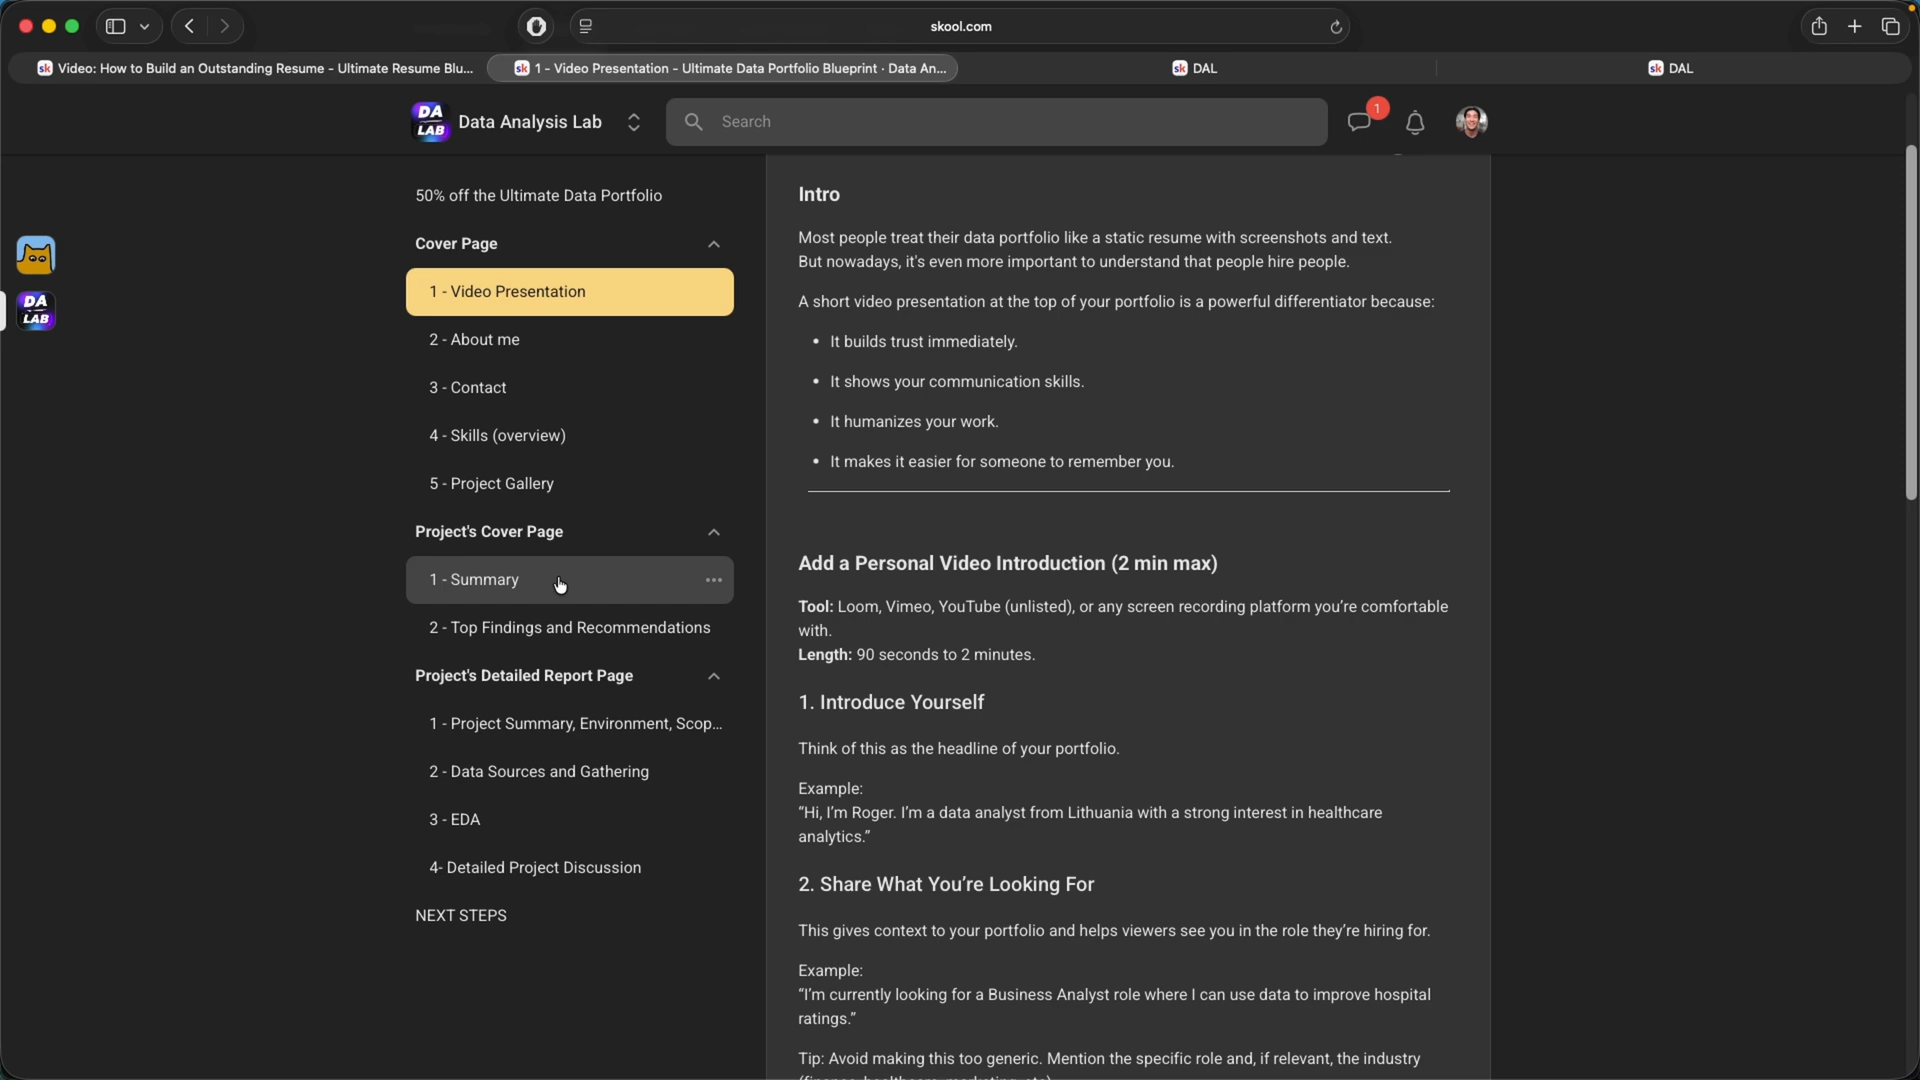 skool.com
sk Video: How to Build an Outstanding Resume - Ultimate Resume Blu...
sk 1 - Video Presentation - Ultimate Data Portfolio Blueprint · Data An...
sk DAL
sk DAL
DA LAB
Data Analysis Lab
Search
1
50% off the Ultimate Data Portfolio
Cover Page
1 - Video Presentation
2 - About me
3 - Contact
4 - Skills (overview)
5 - Project Gallery
Project's Cover Page
1 - Summary
2 - Top Findings and Recommendations
Project's Detailed Report Page
1 - Project Summary, Environment, Scop...
2 - Data Sources and Gathering
3 - EDA
4- Detailed Project Discussion
NEXT STEPS
DA LAB
Intro
Most people treat their data portfolio like a static resume with screenshots and text.
But nowadays, it's even more important to understand that people hire people.
A short video presentation at the top of your portfolio is a powerful differentiator because:
• It builds trust immediately.
• It shows your communication skills.
• It humanizes your work.
• It makes it easier for someone to remember you.
Add a Personal Video Introduction (2 min max)
Tool: Loom, Vimeo, YouTube (unlisted), or any screen recording platform you're comfortable
with.
Length: 90 seconds to 2 minutes.
1. Introduce Yourself
Think of this as the headline of your portfolio.
Example:
“Hi, I’m Roger. I’m a data analyst from Lithuania with a strong interest in healthcare
analytics.”
2. Share What You’re Looking For
This gives context to your portfolio and helps viewers see you in the role they’re hiring for.
Example:
“I’m currently looking for a Business Analyst role where I can use data to improve hospital
ratings.”
Tip: Avoid making this too generic. Mention the specific role and, if relevant, the industry